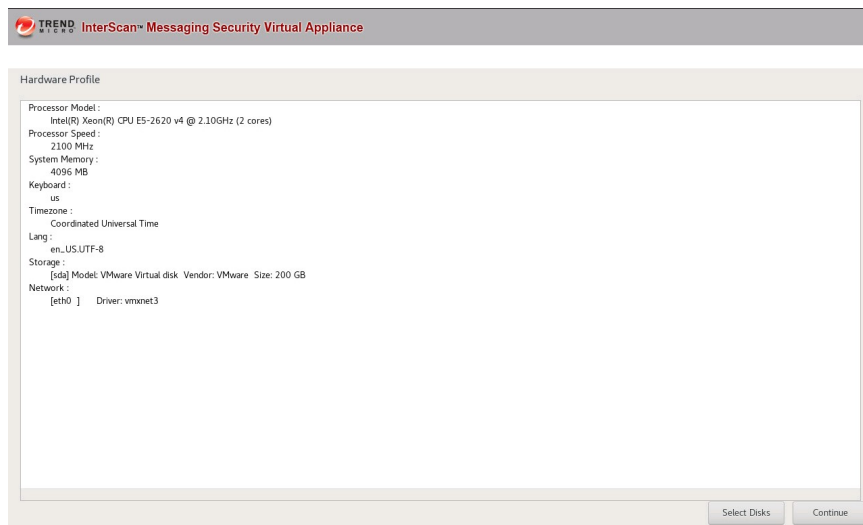 TREND MICRO InterScan™ Messaging Security Virtual Appliance
Hardware Profile
Processor Model :
Intel(R) Xeon(R) CPU E5-2620 v4 @ 2.10GHz (2 cores)
Processor Speed :
2100 MHz
System Memory :
4096 MB
Keyboard :
us
Timezone :
Coordinated Universal Time
Lang :
en_US.UTF-8
Storage :
[sda] Model: VMware Virtual disk Vendor: VMware Size: 200 GB
Network :
[eth0 ] Driver: vmxnet3
Select Disks Continue